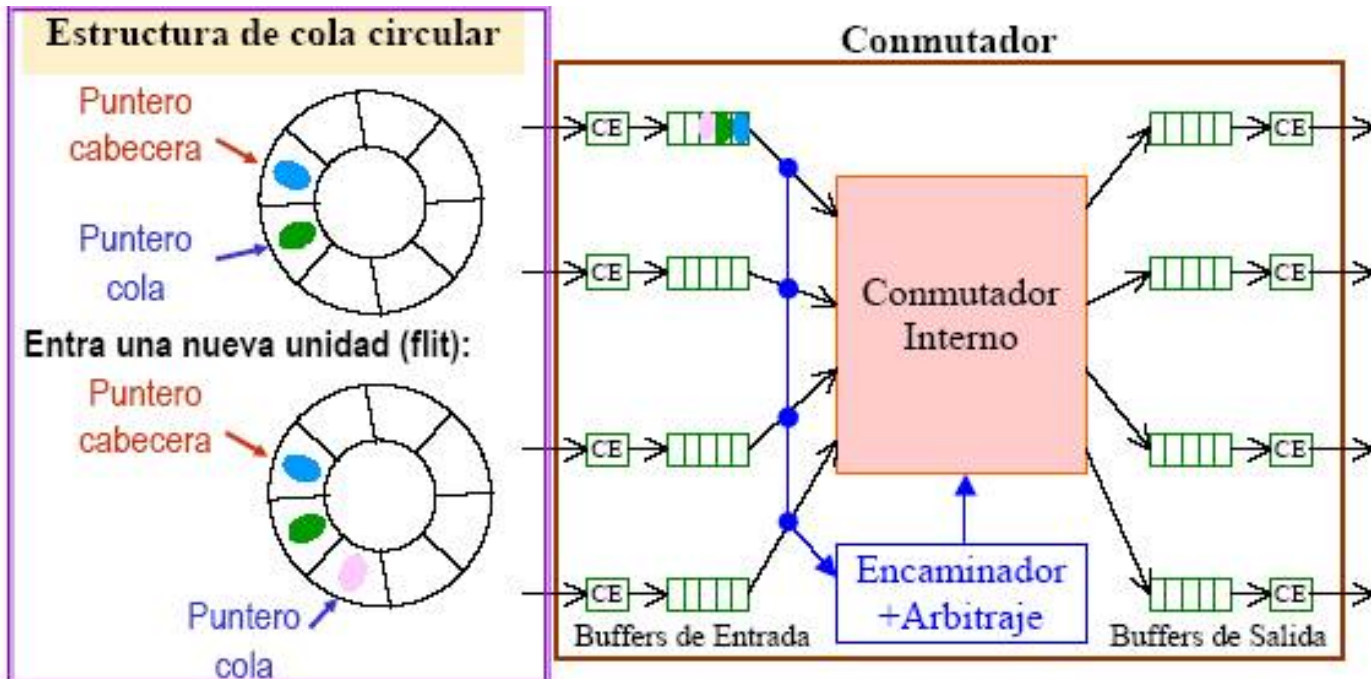 Estructura de cola circular
Puntero
cabecera
Puntero
cola
Entra una nueva unidad (flit):
Puntero
cabecera
Puntero
cola
Conmutador
CE
CE
CE
CE
Buffers de Entrada
Conmutador
Interno
Encaminador
+Arbitraje
CE
CE
CE
CE
Buffers de Salida